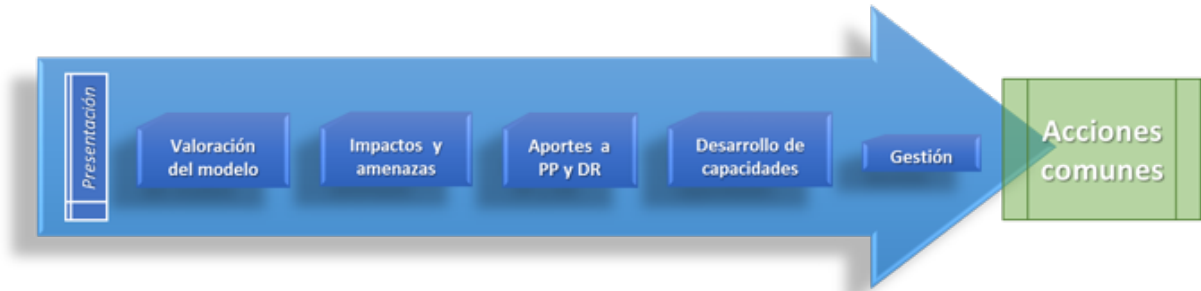 Presentación
Valoración
del modelo
Impactos y
amenazas
Aportes a
PP y DR
Desarrollo de
capacidades
Gestión
Acciones
comunes